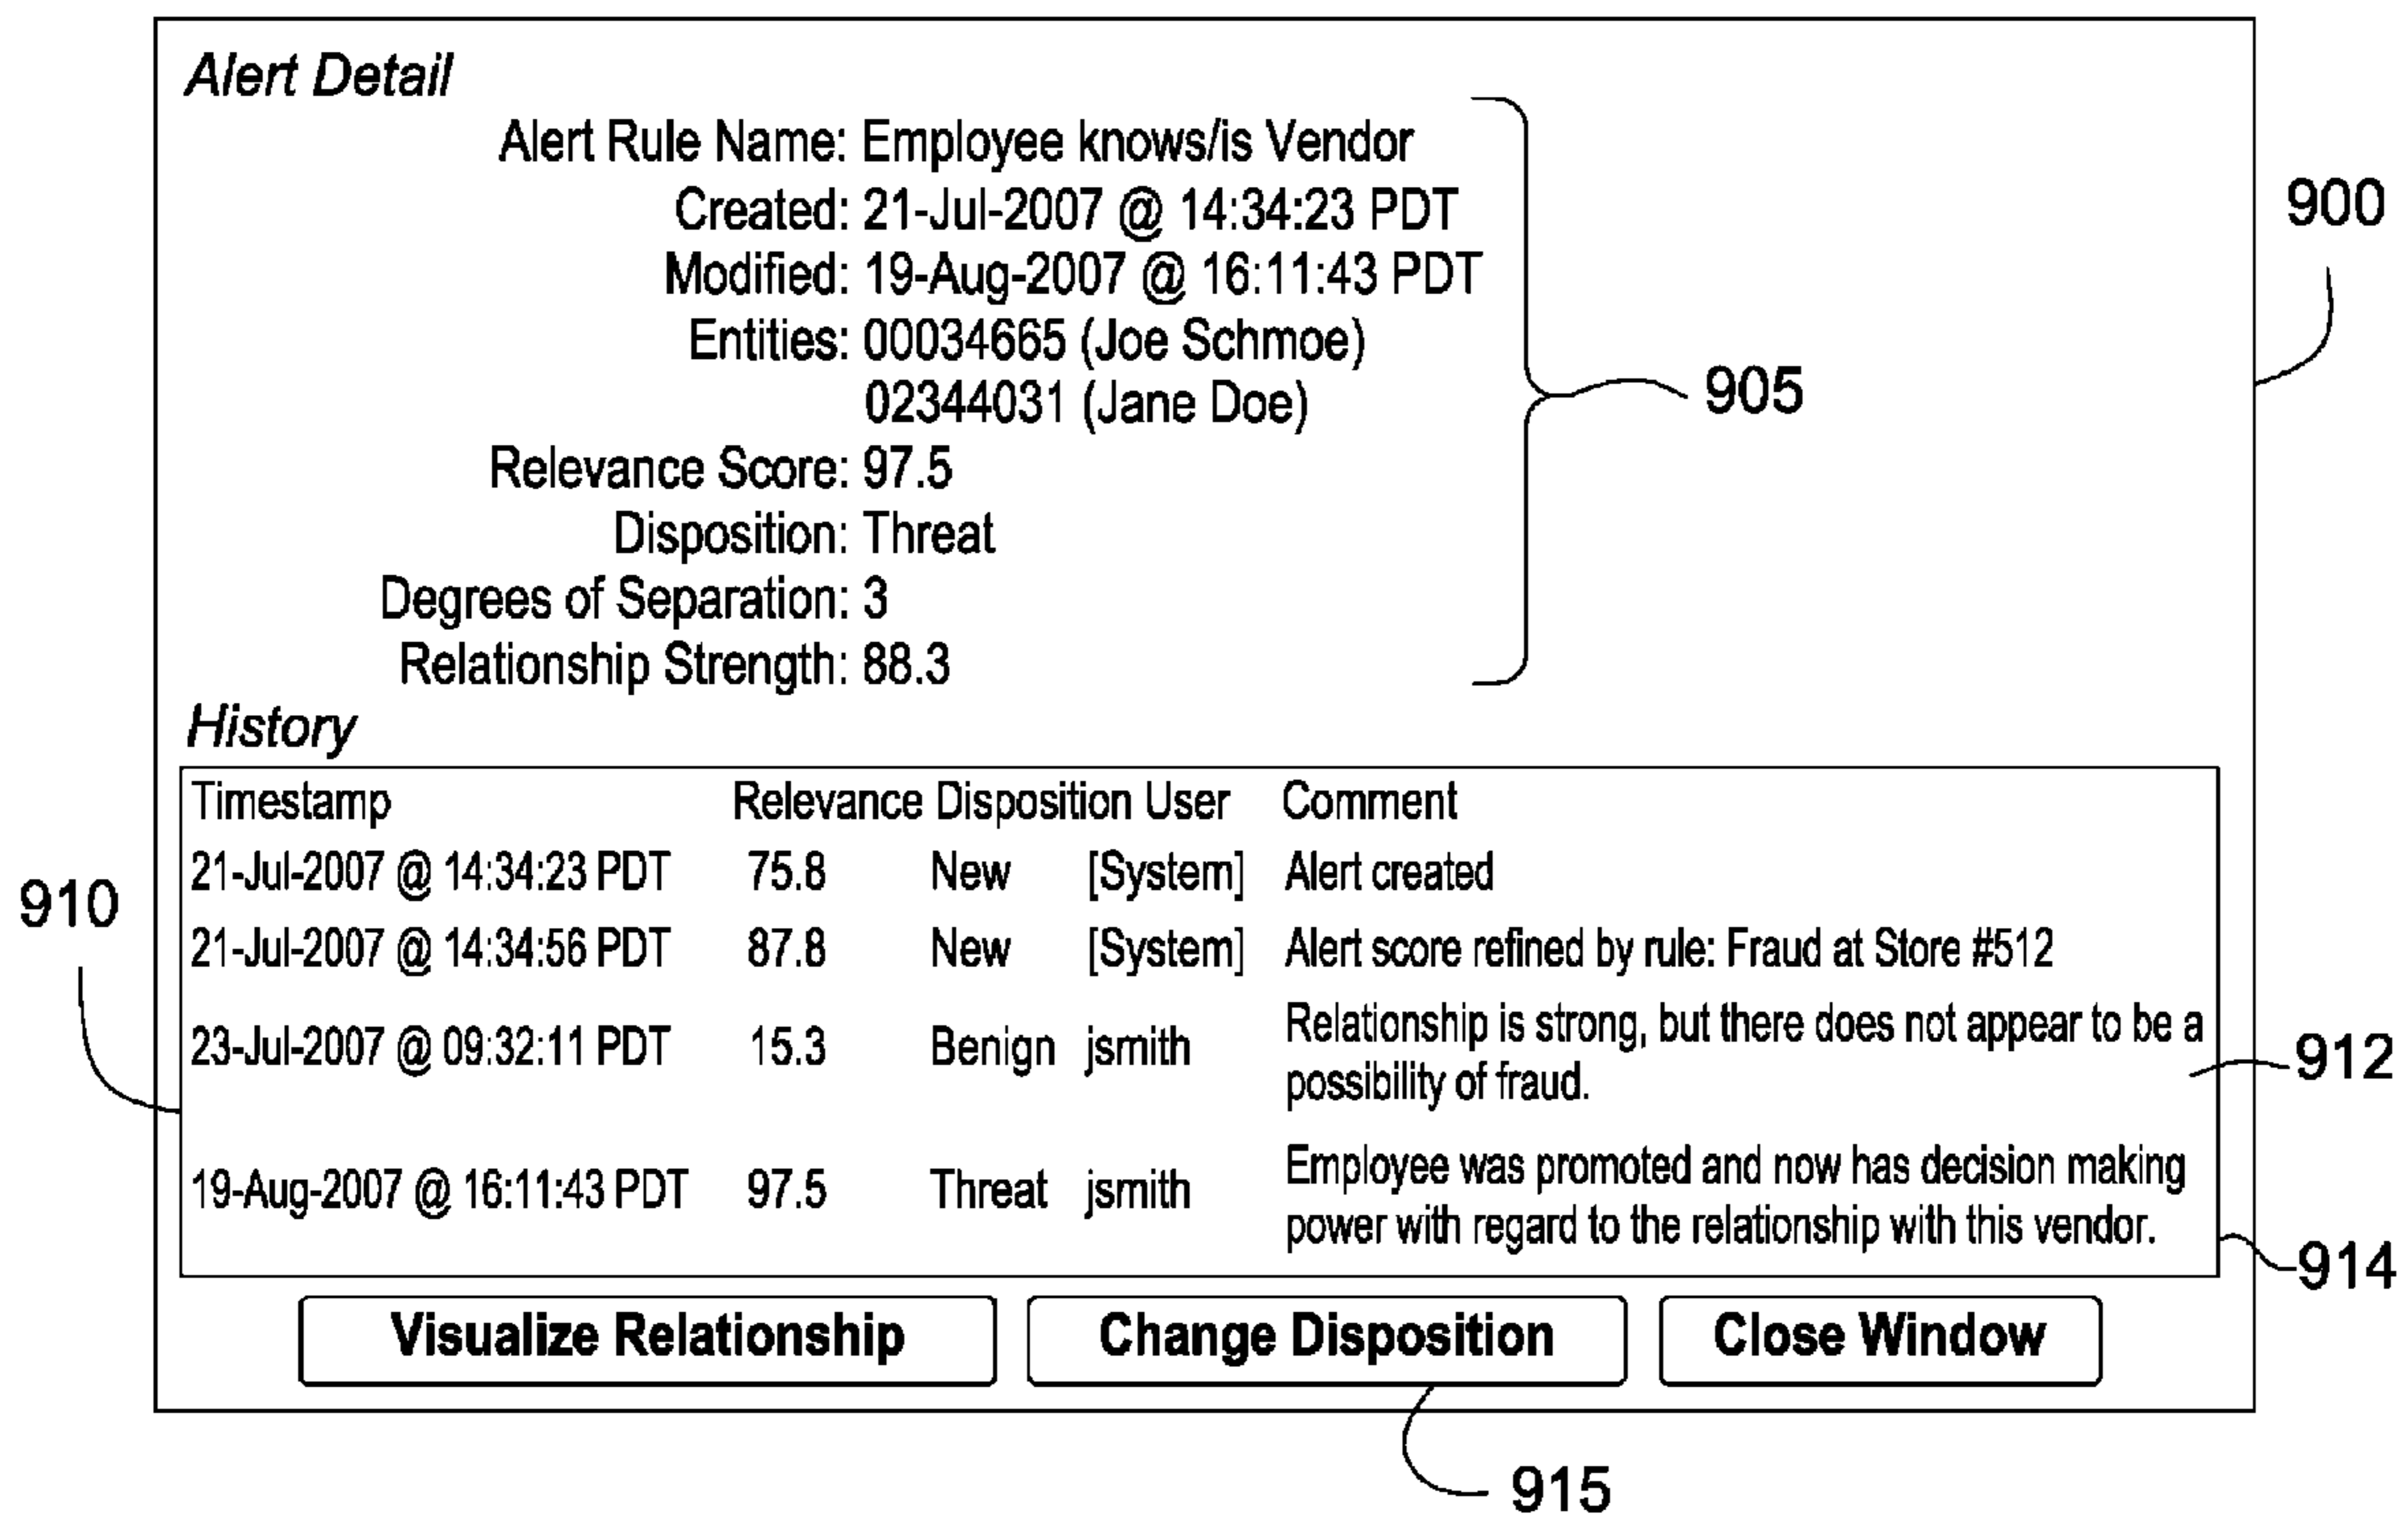 Alert Detail
Alert Rule Name: Employee knows/is Vendor
Created: 21-Jul-2007 @ 14:34:23 PDT
900
Modified: 19-Aug-2007 @ 16:11:43 PDT
Entities: 00034665 (Joe Schmoe)
02344031 (Jane Doe)
905
Relevance Score: 97.5
Disposition: Threat
Degrees of Separation: 3
Relationship Strength: 88.3
History
Timestamp Relevance Disposition User Comment
21-Jul-2007 @ 14:34:23 PDT 75.8 New [System] Alert created
910
21-Jul-2007 @ 14:34:56 PDT 87.8 New [System] Alert score refined by rule: Fraud at Store #512
23-Jul-2007 @ 09:32:11 PDT 15.3 Benign jsmith Relationship is strong, but there does not appear to be a
possibility of fraud.
912
19-Aug-2007 @ 16:11:43 PDT 97.5 Threat jsmith Employee was promoted and now has decision making
power with regard to the relationship with this vendor.
914
Visualize Relationship Change Disposition Close Window
915